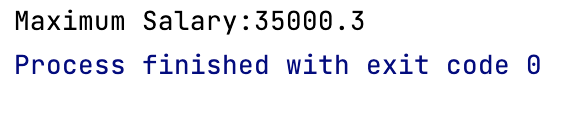 Maximum Salary:35000.3
Process finished with exit code 0